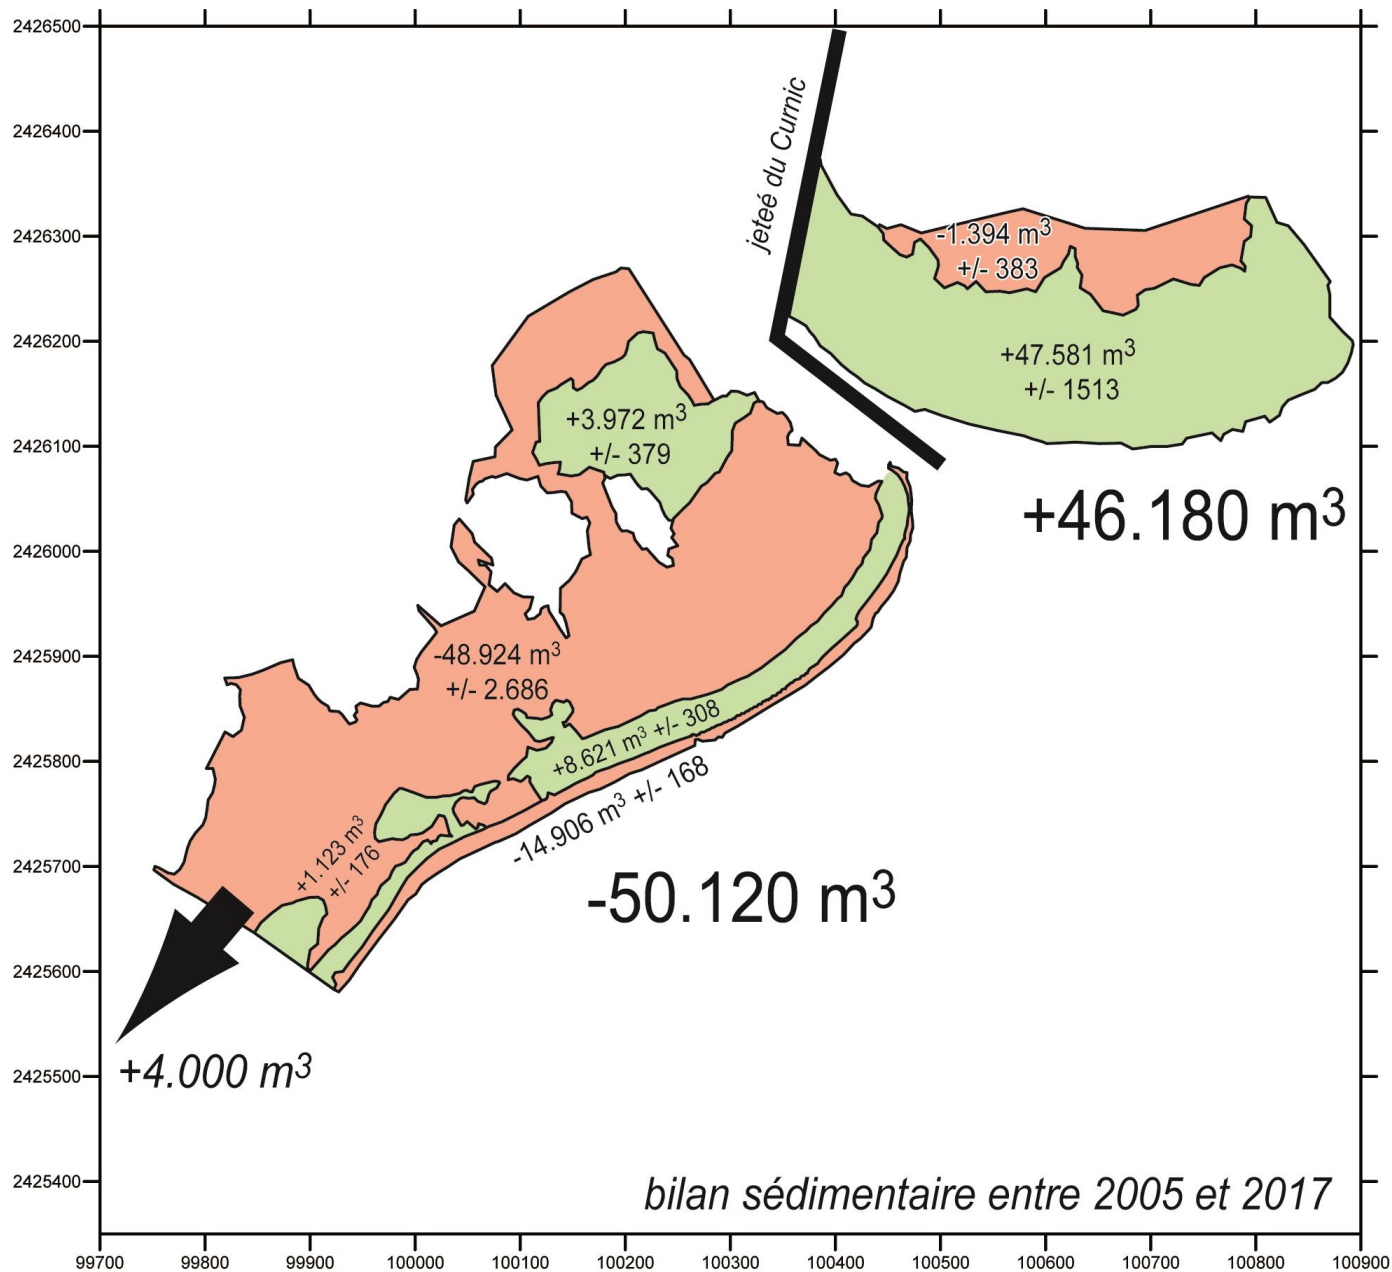 2426500
2426400
2426300
2426200
2426100
2426000
2425900
2425800
2425700
2425600
2425500
2425400
jeteé du Curnic
-1.394 m³
+/- 383
+47.581 m³
+/- 1513
+46.180 m³
+3.972 m³
+/- 379
-48.924 m³
+/- 2.686
+8.621 m³ +/- 308
-14.906 m³ +/- 168
+1.123 m³
+/- 176
-50.120 m³
+4.000 m³
bilan sédimentaire entre 2005 et 2017
99700 99800 99900 100000 100100 100200 100300 100400 100500 100600 100700 100800 100900